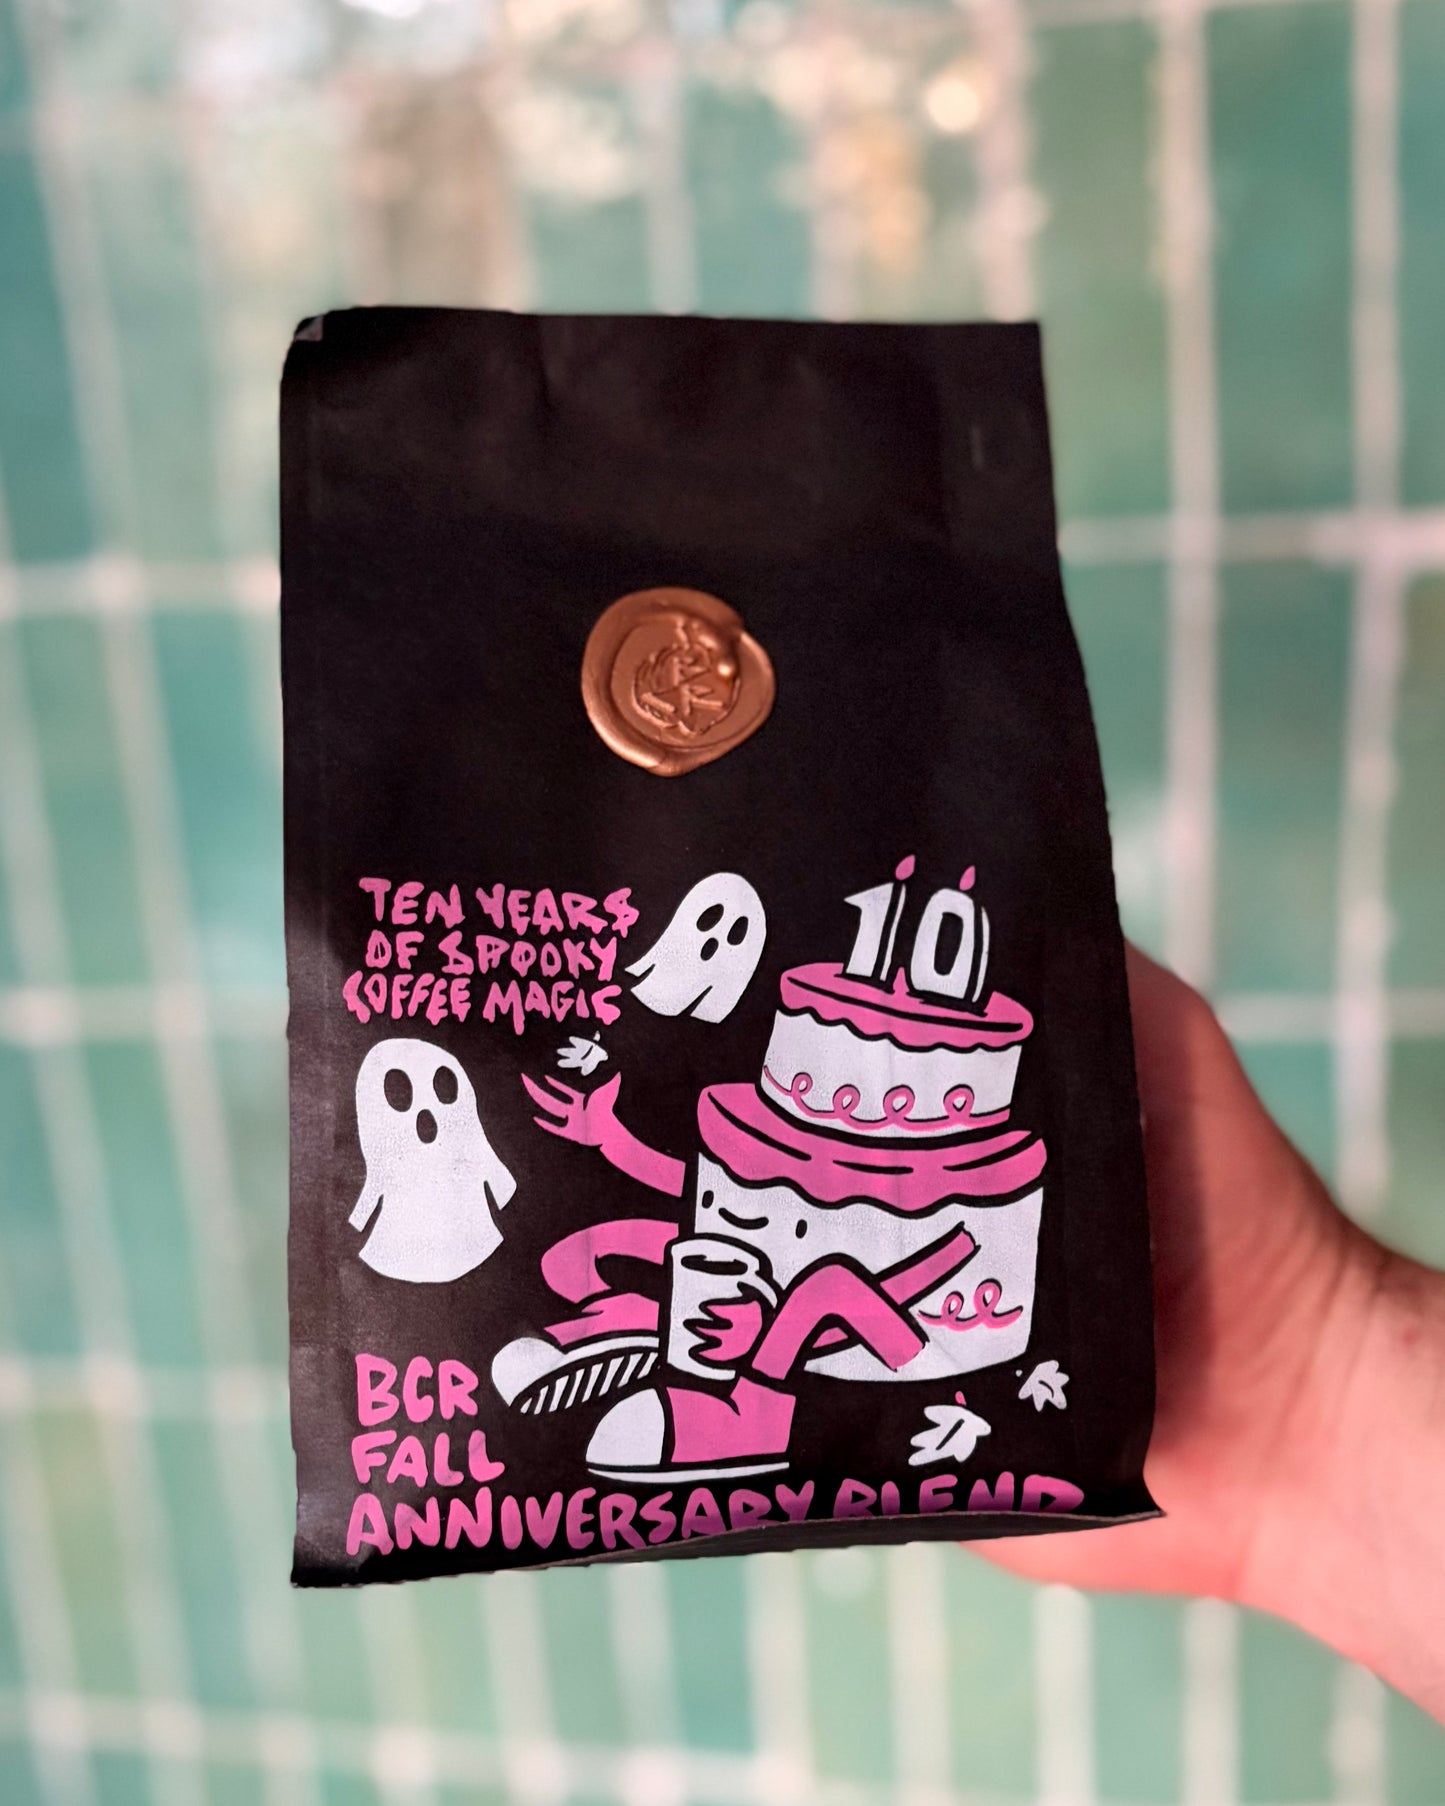 TEN YEARS
OF SPOOKY
COFFEE MAGIC
10
BCR
FALL
ANNIVERSARY BLEND